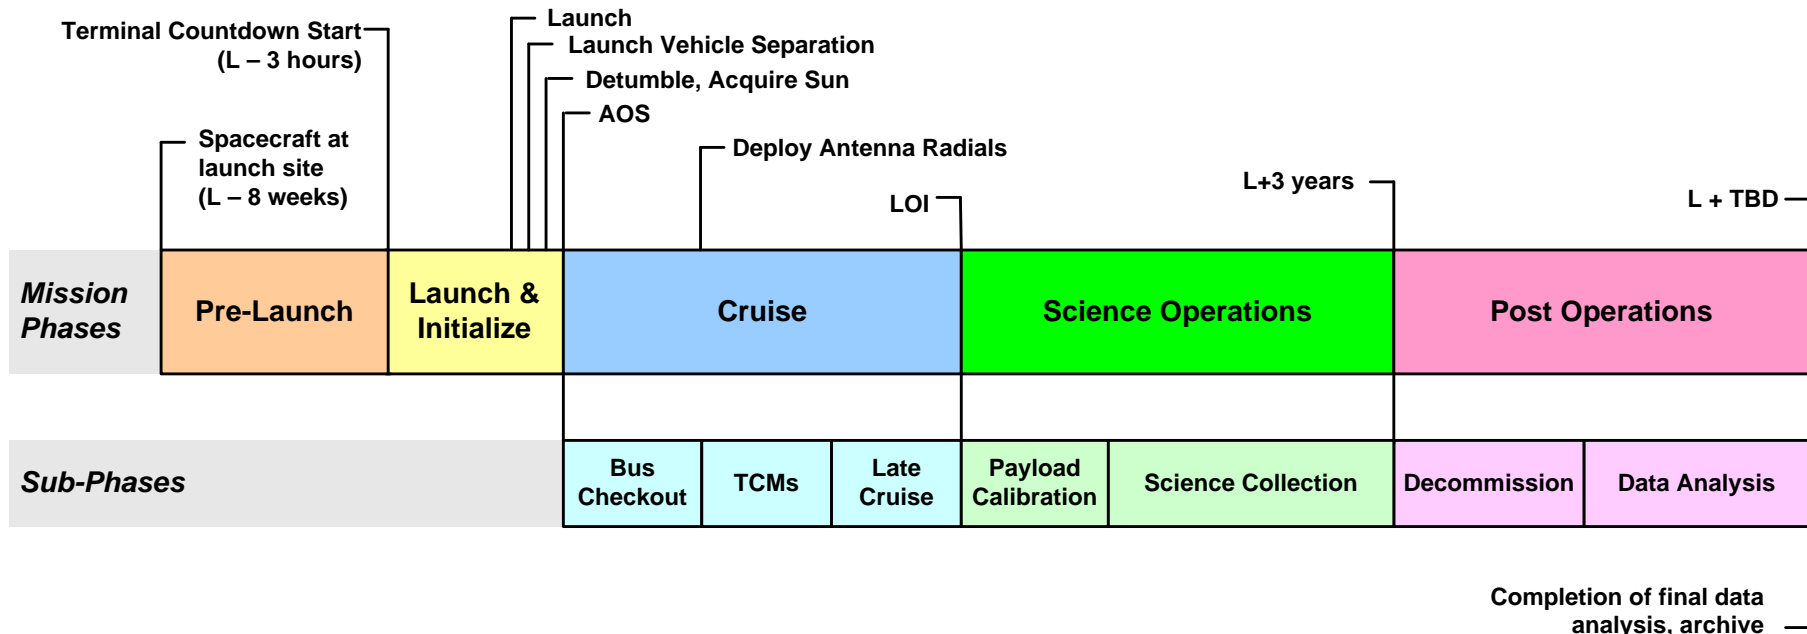 Terminal Countdown Start
(L – 3 hours)
Launch
Launch Vehicle Separation
Detumble, Acquire Sun
AOS
Spacecraft at
launch site
(L – 8 weeks)
Deploy Antenna Radials
LOI
L+3 years
L + TBD
Mission
Phases
Pre-Launch
Launch &
Initialize
Cruise
Science Operations
Post Operations
Sub-Phases
Bus
Checkout
TCMs
Late
Cruise
Payload
Calibration
Science Collection
Decommission
Data Analysis
Completion of final data
analysis, archive